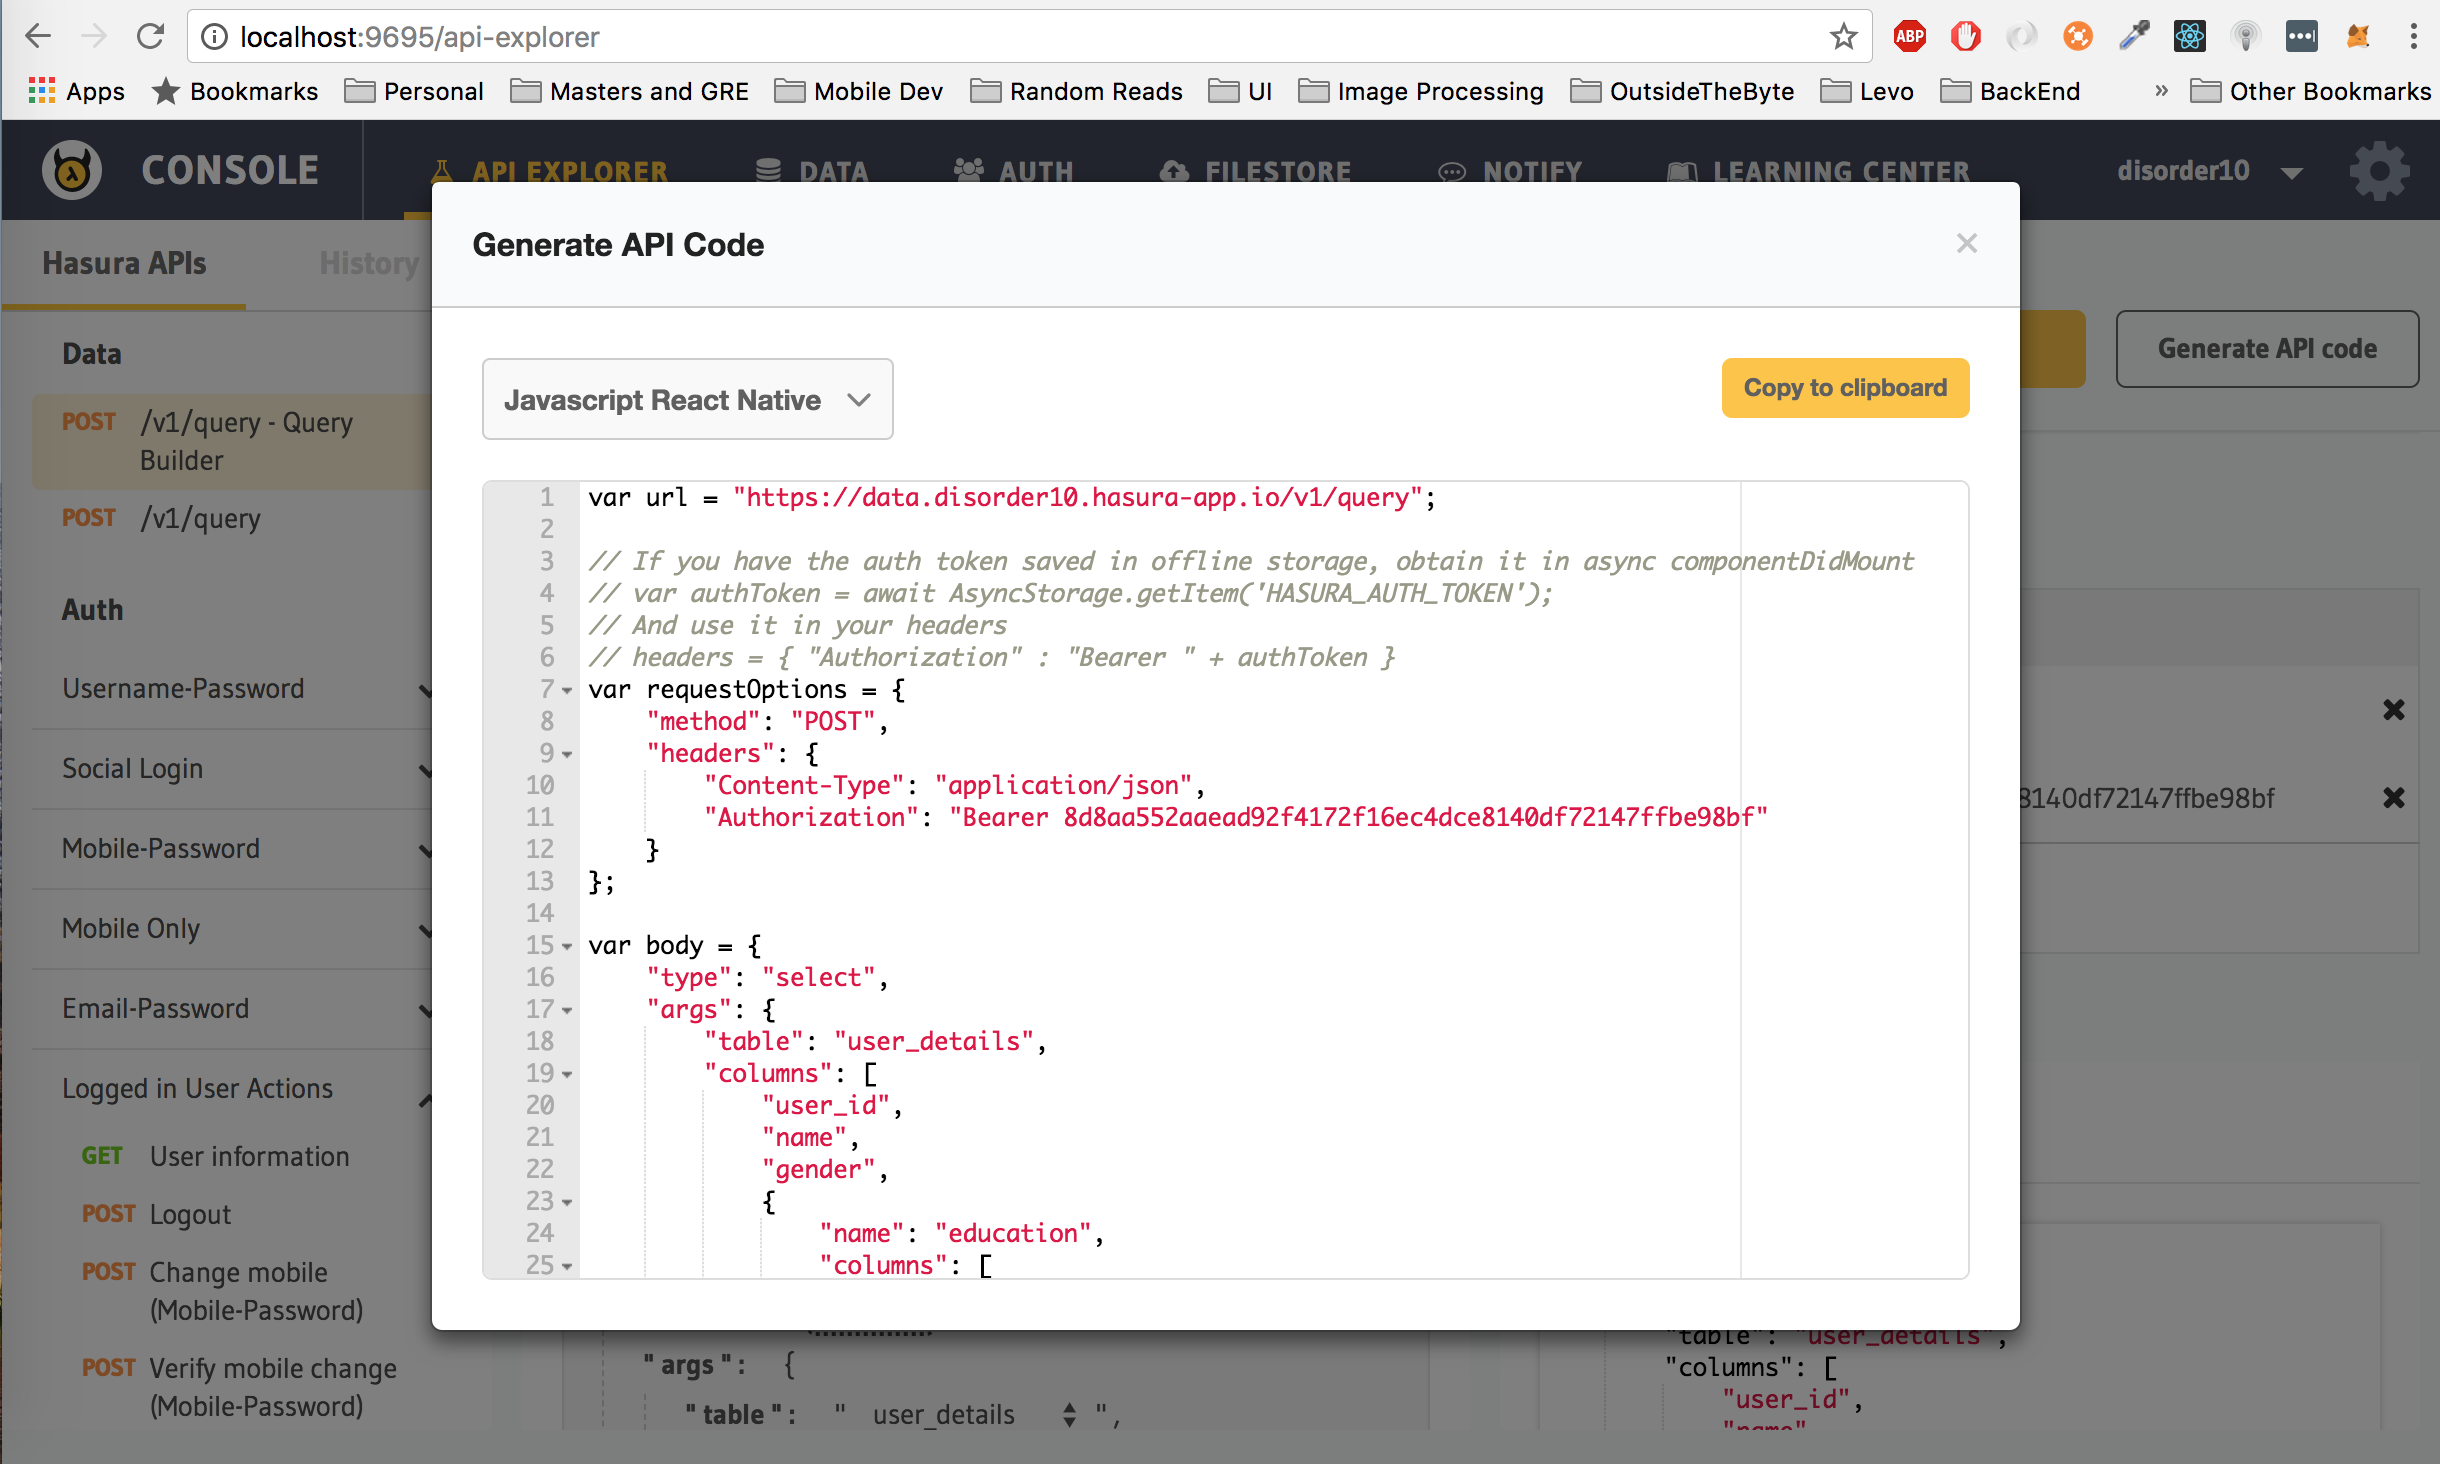 localhost:9695/api-explorer
ABP
Apps Bookmarks Personal Masters and GRE Mobile Dev Random Reads UI Image Processing OutsideTheByte Levo BackEnd » Other Bookmarks
CONSOLE API EXPLORER DATA AUTH FILESTORE NOTIFY LEARNING CENTER disorder10
Hasura APIs History
Data
POST /v1/query - Query
Builder
POST /v1/query
Auth
Username-Password
Social Login
Mobile-Password
Mobile Only
Email-Password
Logged in User Actions
GET User information
POST Logout
POST Change mobile
(Mobile-Password)
POST Verify mobile change
(Mobile-Password)
Generate API Code
×
Javascript React Native
Copy to clipboard
1 var url = "https://data.disorder10.hasura-app.io/v1/query";
2
3 // If you have the auth token saved in offline storage, obtain it in async componentDidMount
4 // var authToken = await AsyncStorage.getItem('HASURA_AUTH_TOKEN');
5 // And use it in your headers
6 // headers = { "Authorization" : "Bearer " + authToken }
7 var requestOptions = {
8 "method": "POST",
9 "headers": {
10 "Content-Type": "application/json",
11 "Authorization": "Bearer 8d8aa552aaead92f4172f16ec4dce8140df72147ffbe98bf"
12 }
13 };
14
15 var body = {
16 "type": "select",
17 "args": {
18 "table": "user_details",
19 "columns": [
20 "user_id",
21 "name",
22 "gender",
23 {
24 "name": "education",
25 "columns": [
Generate API code
8140df72147ffbe98bf
" args " : {
" table " : " user_details ",
"table": "user_details",
"columns": [
"user_id",
"name"